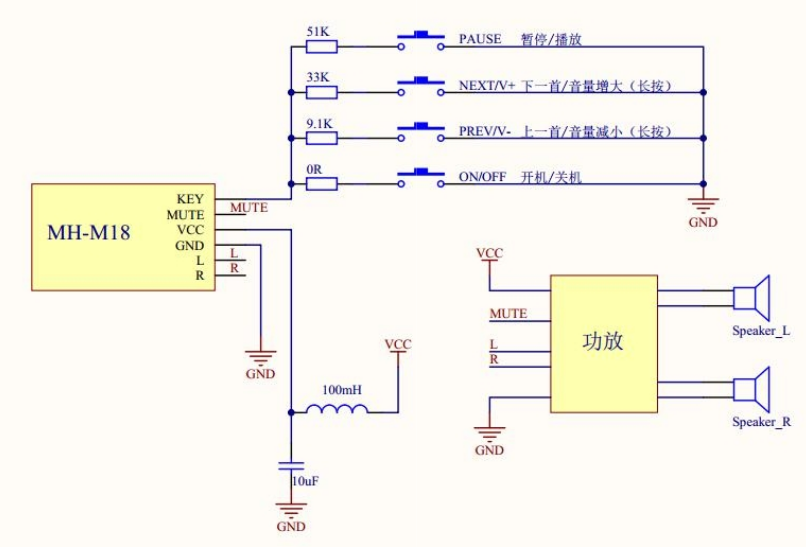 51K
PAUSE 暂停/播放
33K
NEXT/V+ 下一首/音量增大（长按）
9.1K
PREV/V- 上一首/音量减小（长按）
0R
ON/OFF 开机/关机
GND
MH-M18
KEY
MUTE MUTE
VCC
GND
L L
R R
GND
100mH
VCC
10uF
GND
VCC
MUTE
L
R
GND
功放
Speaker_L
Speaker_R